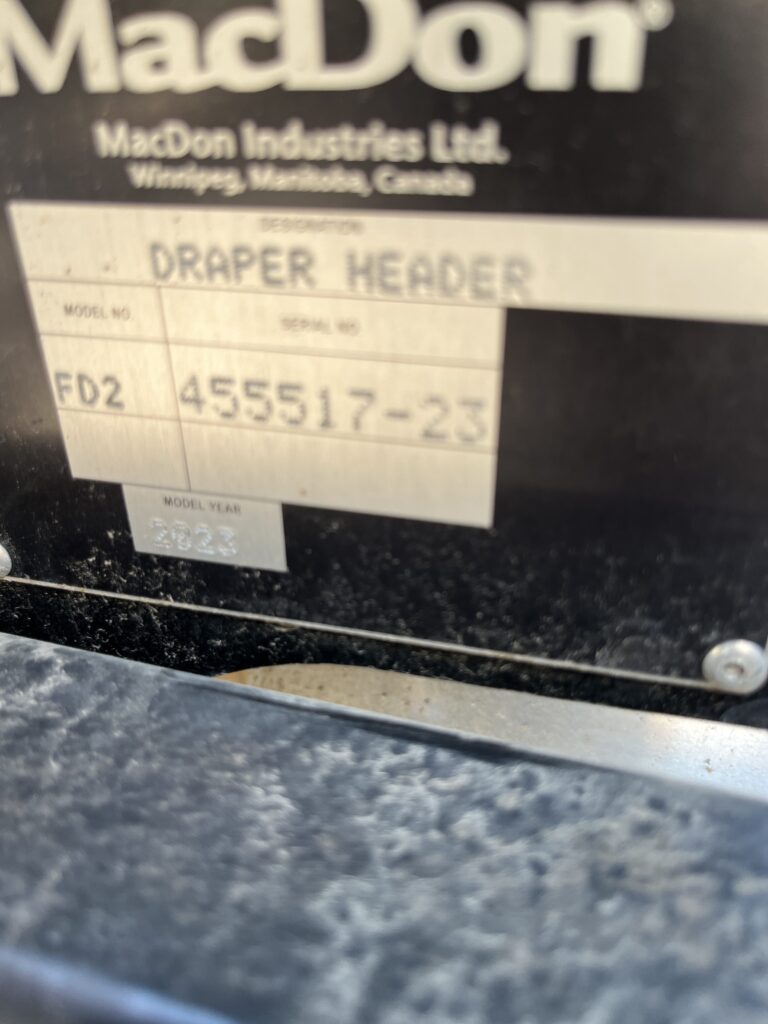 MacDon
MacDon Industries Ltd.
Winnipeg, Manitoba, Canada
DESIGNATION
DRAPER HEADER
MODEL NO. SERIAL NO.
FD2 455517-23
MODEL YEAR
2023